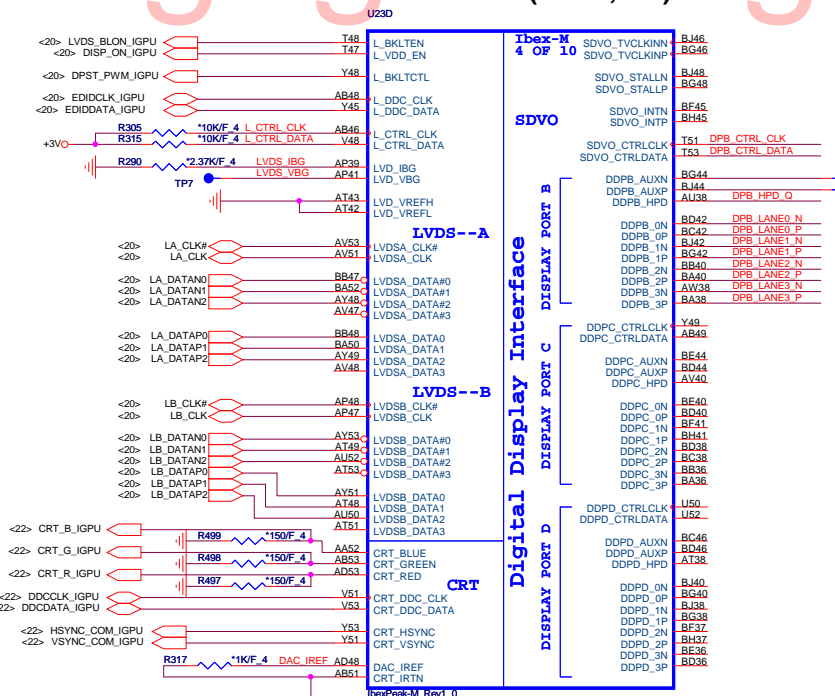 U23D
Ibex-M
4 OF 10
<20> LVDS_BLON_IGPU T48 L_BKLTEN SDVO_TVCLKINN BJ46
<20> DISP_ON_IGPU T47 L_VDD_EN SDVO_TVCLKINP BG46
<20> DPST_PWM_IGPU Y48 L_BKLTCTL SDVO_STALLN BJ48
SDVO_STALLP BG48
<20> EDIDCLK_IGPU AB48 L_DDC_CLK
<20> EDIDDATA_IGPU Y45 L_DDC_DATA SDVO_INTN BF45
SDVO_INTP BH45
SDVO
R305 *10K/F_4 L_CTRL_CLK AB46 L_CTRL_CLK
+3V R315 *10K/F_4 L_CTRL_DATA V48 L_CTRL_DATA SDVO_CTRLCLK T51 DPB_CTRL_CLK
SDVO_CTRLDATA T53 DPB_CTRL_DATA
R290 *2.37K/F_4 LVDS_IBG AP39 LVD_IBG
TP7 LVDS_VBG AP41 LVD_VBG DDPB_AUXN BG44
DDPB_AUXP BJ44
AT43 LVD_VREFH DDPB_HPD AU38 DPB_HPD_Q
AT42 LVD_VREFL
DDPB_0N BD42 DPB_LANE0_N
LVDS--A DDPB_0P BC42 DPB_LANE0_P
<20> LA_CLK# AV53 LVDSA_CLK# DDPB_1N BJ42 DPB_LANE1_N
<20> LA_CLK AV51 LVDSA_CLK DDPB_1P BG42 DPB_LANE1_P
DDPB_2N BB40 DPB_LANE2_N
<20> LA_DATAN0 BB47 LVDSA_DATA#0 DDPB_2P BA40 DPB_LANE2_P
<20> LA_DATAN1 BA52 LVDSA_DATA#1 DDPB_3N AW38 DPB_LANE3_N
<20> LA_DATAN2 AY48 LVDSA_DATA#2 DDPB_3P BA38 DPB_LANE3_P
AV47 LVDSA_DATA#3
DISPLAY PORT B
DDPC_CTRLCLK Y49
<20> LA_DATAP0 BB48 LVDSA_DATA0 DDPC_CTRLDATA AB49
<20> LA_DATAP1 BA50 LVDSA_DATA1
<20> LA_DATAP2 AY49 LVDSA_DATA2 DDPC_AUXN BE44
AV48 LVDSA_DATA3 DDPC_AUXP BD44
DDPC_HPD AV40
LVDS--B
<20> LB_CLK# AP48 LVDSB_CLK# DDPC_0N BE40
<20> LB_CLK AP47 LVDSB_CLK DDPC_0P BD40
DDPC_1N BF41
<20> LB_DATAN0 AY53 LVDSB_DATA#0 DDPC_1P BH41
<20> LB_DATAN1 AT49 LVDSB_DATA#1 DDPC_2N BD38
<20> LB_DATAN2 AU52 LVDSB_DATA#2 DDPC_2P BC38
<20> LB_DATAP0 AT53 LVDSB_DATA#3 DDPC_3N BB36
<20> LB_DATAP1 AY51 LVDSB_DATA0 DDPC_3P BA36
<20> LB_DATAP2 AT48 LVDSB_DATA1
DISPLAY PORT C
AU50 LVDSB_DATA2 DDPD_CTRLCLK U50
AT51 LVDSB_DATA3 DDPD_CTRLDATA U52
Digital Display Interface
<22> CRT_B_IGPU R499 *150/F_4 AA52 CRT_BLUE DDPD_AUXN BC46
<22> CRT_G_IGPU R498 *150/F_4 AB53 CRT_GREEN DDPD_AUXP BD46
<22> CRT_R_IGPU R497 *150/F_4 AD53 CRT_RED DDPD_HPD AT38
CRT
DDPD_0N BJ40
<22> DDCCLK_IGPU V51 CRT_DDC_CLK DDPD_0P BG40
22> DDCDATA_IGPU V53 CRT_DDC_DATA DDPD_1N BJ38
DDPD_1P BG38
<22> HSYNC_COM_IGPU Y53 CRT_HSYNC DDPD_2N BF37
<22> VSYNC_COM_IGPU Y51 CRT_VSYNC DDPD_2P BH37
DDPD_3N BE36
R317 *1K/F_4 DAC_IREF AD48 DAC_IREF DDPD_3P BD36
AB51 CRT_IRTN
DISPLAY PORT D
IbexPeak-M_Rev1_0